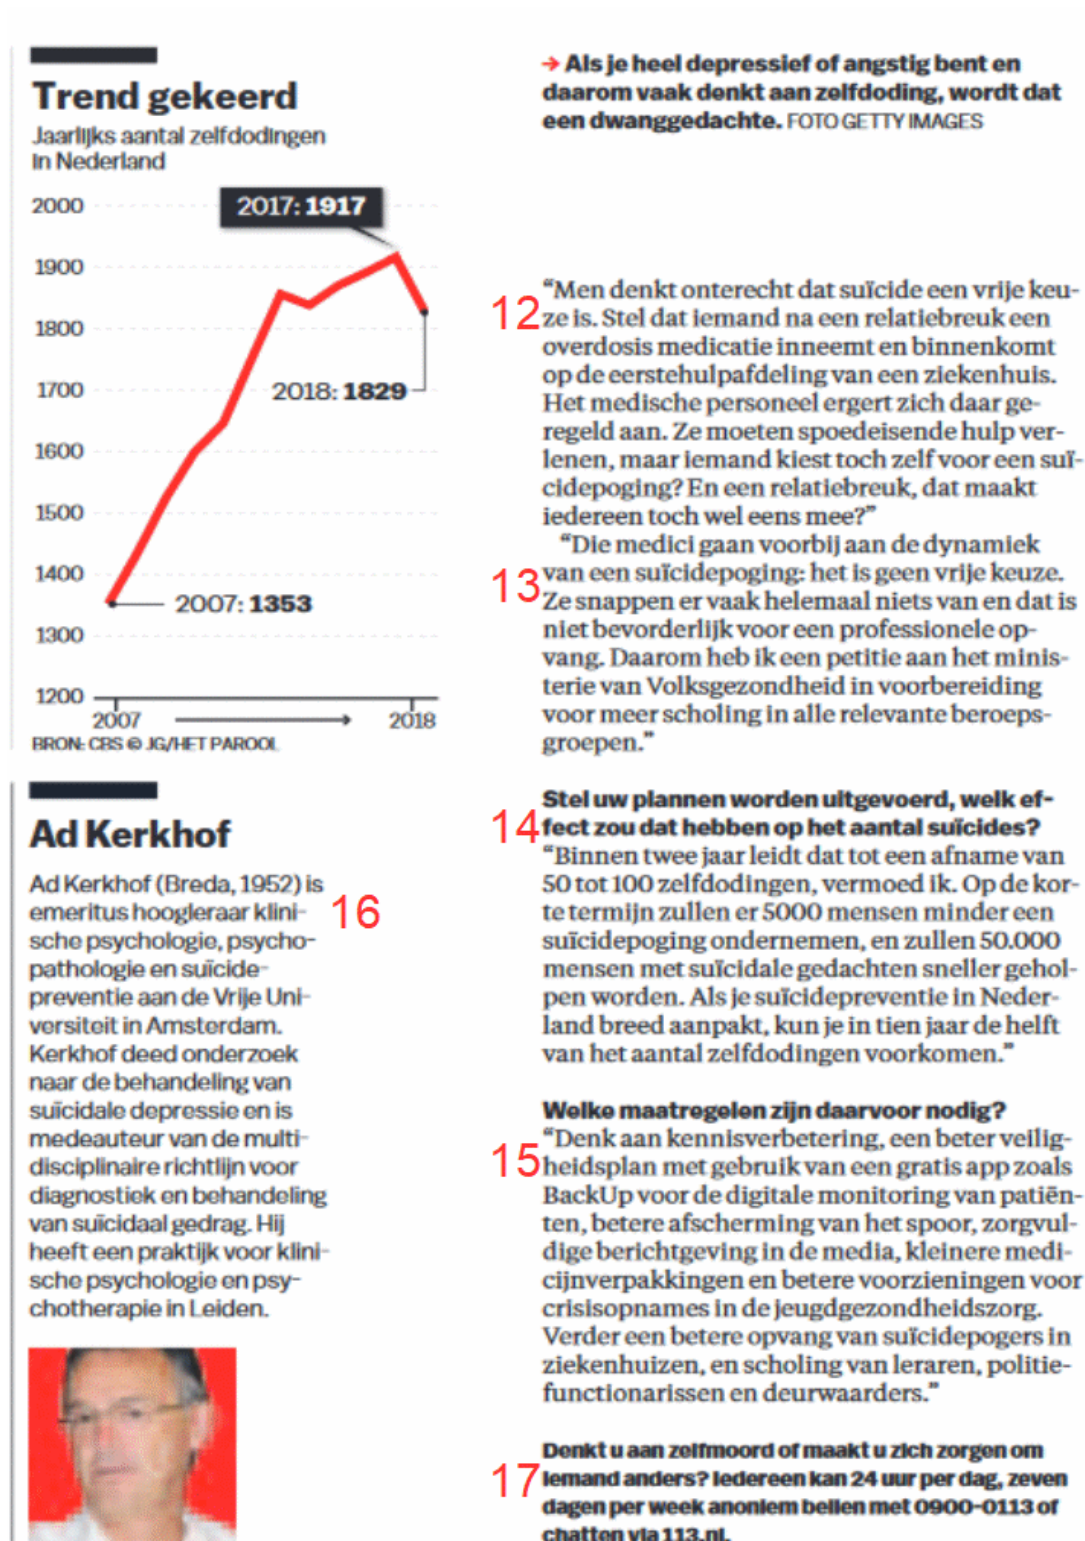 Trend gekeerd
Jaarlijks aantal zelfdodingen
in Nederland
2000
1900
1800
1700
1600
1500
1400
1300
1200
2017: 1917
2018: 1829
2007: 1353
2007
2018
BRON: CBS © JG/HET PAROOL
Ad Kerkhof
Ad Kerkhof (Breda, 1952) is
emeritus hoogleraar klini-
sche psychologie, psycho-
pathologie en suïcide-
preventie aan de Vrije Uni-
versiteit in Amsterdam.
Kerkhof deed onderzoek
naar de behandeling van
suïcidale depressie en is
medeauteur van de multi-
disciplinaire richtlijn voor
diagnostiek en behandeling
van suïcidaal gedrag. Hij
heeft een praktijk voor klini-
sche psychologie en psy-
chotherapie in Leiden.
16
→ Als je heel depressief of angstig bent en
daarom vaak denkt aan zelfdoding, wordt dat
een dwanggedachte. FOTO GETTY IMAGES
12
“Men denkt onterecht dat suïcide een vrije keu-
ze is. Stel dat iemand na een relatiebreuk een
overdosis medicatie inneemt en binnenkomt
op de eerstehulpafdeling van een ziekenhuis.
Het medische personeel ergert zich daar ge-
regeld aan. Ze moeten spoedeisende hulp ver-
lenen, maar iemand kiest toch zelf voor een suï-
cidepoging? En een relatiebreuk, dat maakt
iedereen toch wel eens mee?”
13
“Die medici gaan voorbij aan de dynamiek
van een suïcidepoging: het is geen vrije keuze.
Ze snappen er vaak helemaal niets van en dat is
niet bevorderlijk voor een professionele op-
vang. Daarom heb ik een petitie aan het minis-
terie van Volksgezondheid in voorbereiding
voor meer scholing in alle relevante beroeps-
groepen.”
14
Stel uw plannen worden uitgevoerd, welk ef-
fect zou dat hebben op het aantal suïcides?
“Binnen twee jaar leidt dat tot een afname van
50 tot 100 zelfdodingen, vermoed ik. Op de kor-
te termijn zullen er 5000 mensen minder een
suïcidepoging ondernemen, en zullen 50.000
mensen met suïcidale gedachten sneller gehol-
pen worden. Als je suïcidepreventie in Neder-
land breed aanpakt, kun je in tien jaar de helft
van het aantal zelfdodingen voorkomen.”
Welke maatregelen zijn daarvoor nodig?
15
“Denk aan kennisverbetering, een beter veilig-
heidsplan met gebruik van een gratis app zoals
BackUp voor de digitale monitoring van patiën-
ten, betere afscherming van het spoor, zorgvul-
dige berichtgeving in de media, kleinere medi-
cijnverpakkingen en betere voorzieningen voor
crisisopnames in de jeugdgezondheidszorg.
Verder een betere opvang van suïcidepogers in
ziekenhuizen, en scholing van leraren, politie-
functionarissen en deurwaarders.”
17
Denkt u aan zelfmoord of maakt u zich zorgen om
iemand anders? Iedereen kan 24 uur per dag, zeven
dagen per week anoniem bellen met 0900-0113 of
chatten via 113.nl.